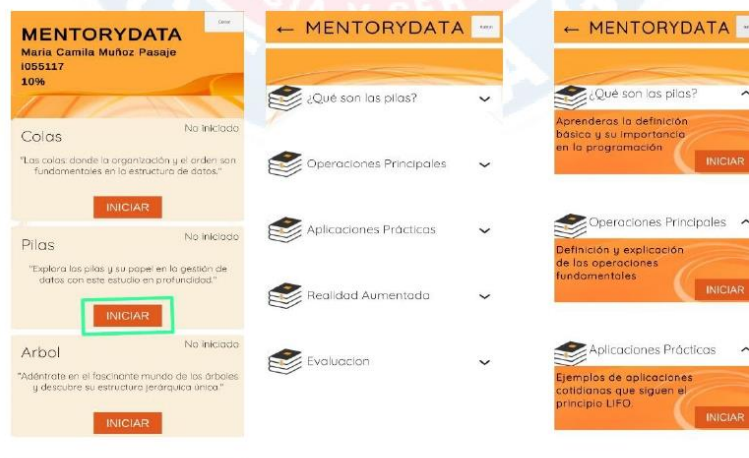 MENTORYDATA
Maria Camila Muñoz Pasaje
i055117
10%
Colas
No Iniciado
"Las colas: donde la organización y el orden son
fundamentales en la estructura de datos."
INICIAR
Pilas
No Iniciado
"Explora las pilas y su papel en la gestión de
datos con este estudio en profundidad."
INICIAR
Arbol
No Iniciado
"Adéntrate en el fascinante mundo de los árboles
y descubre su estructura jerárquica única."
INICIAR
← MENTORYDATA
¿Qué son las pilas?
Operaciones Principales
Aplicaciones Prácticas
Realidad Aumentada
Evaluacion
← MENTORYDATA
¿Qué son las pilas?
Aprenderas la definición
básica y su importancia
en la programación
INICIAR
Operaciones Principales
Definición y explicación
de las operaciones
fundamentales
INICIAR
Aplicaciones Prácticas
Ejemplos de aplicaciones
cotidianas que siguen el
principio LIFO.
INICIAR